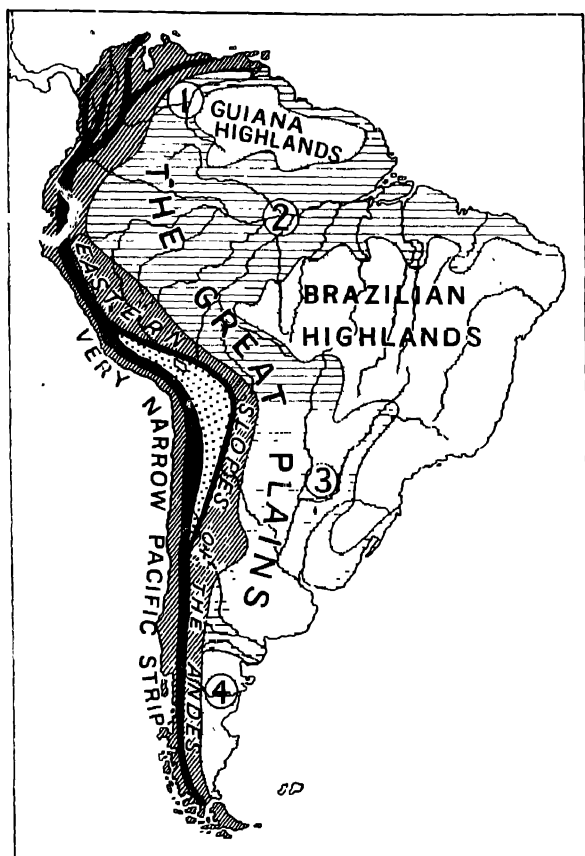 1
GUIANA
HIGHLANDS
2
THE GREAT PLAINS
BRAZILIAN
HIGHLANDS
EASTERN SLOPES OF THE ANDES
VERY NARROW PACIFIC STRIP
3
4